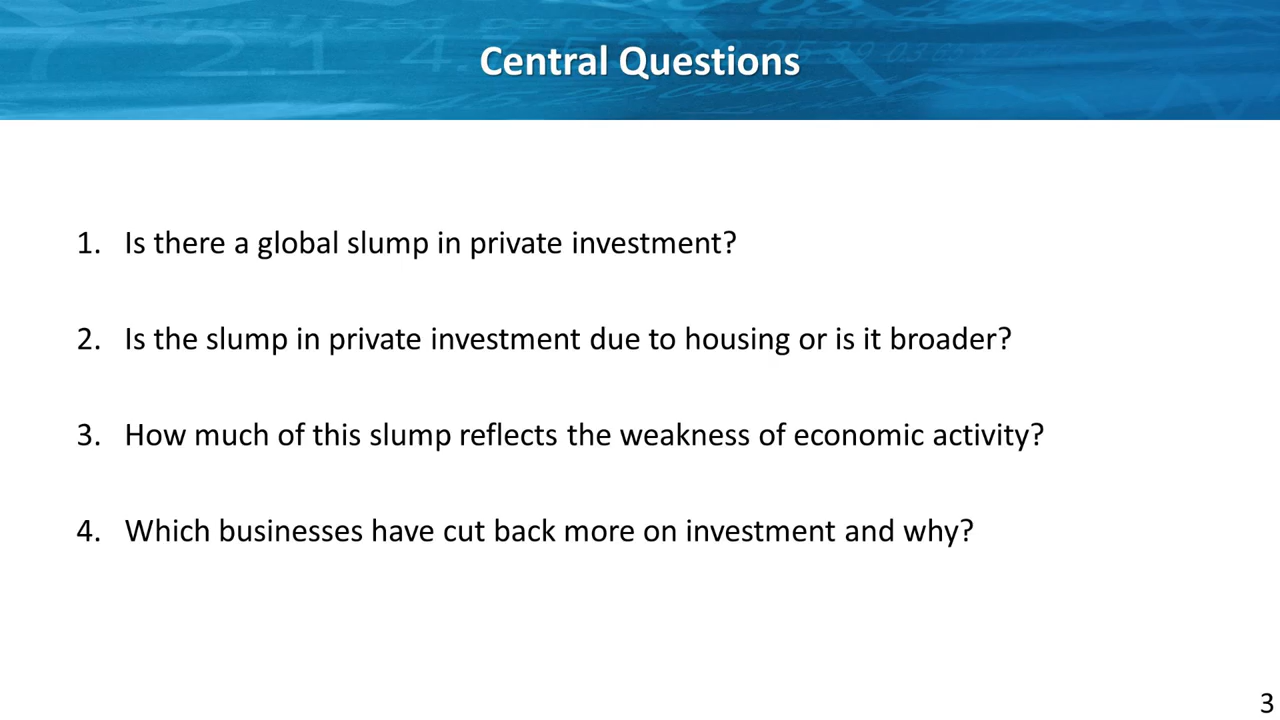 Central Questions
1. Is there a global slump in private investment?
2. Is the slump in private investment due to housing or is it broader?
3. How much of this slump reflects the weakness of economic activity?
4. Which businesses have cut back more on investment and why?
3